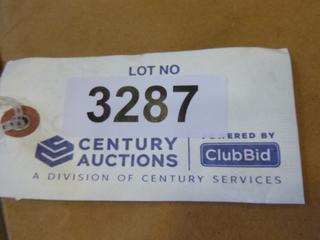 LOT NO
3287
CENTURY AUCTIONS
POWERED BY
ClubBid
A DIVISION OF CENTURY SERVICES